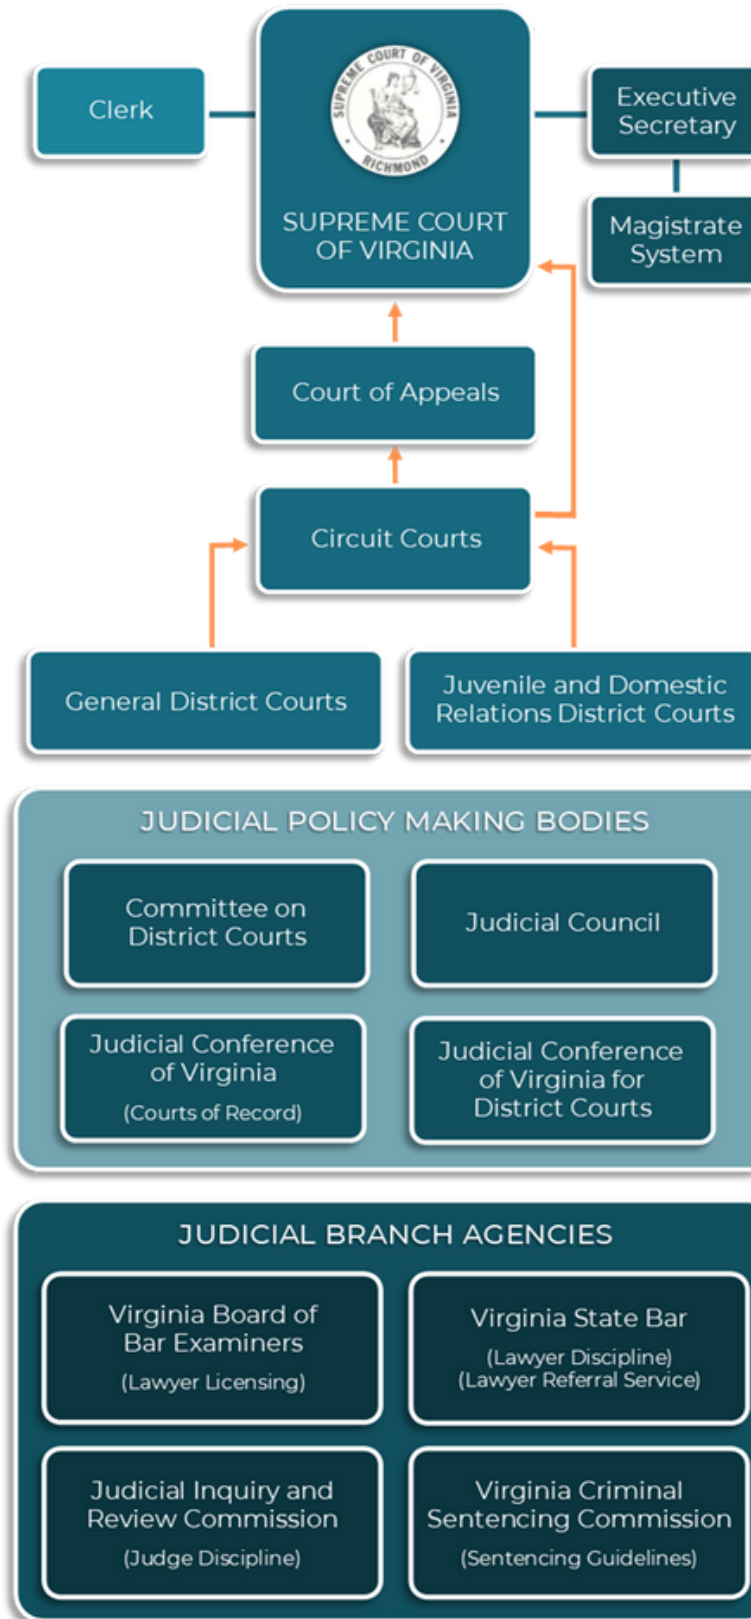 Clerk
SUPREME COURT OF VIRGINIA
RICHMOND
SUPREME COURT
OF VIRGINIA
Executive
Secretary
Magistrate
System
Court of Appeals
Circuit Courts
General District Courts
Juvenile and Domestic
Relations District Courts
JUDICIAL POLICY MAKING BODIES
Committee on
District Courts
Judicial Council
Judicial Conference
of Virginia
(Courts of Record)
Judicial Conference
of Virginia for
District Courts
JUDICIAL BRANCH AGENCIES
Virginia Board of
Bar Examiners
(Lawyer Licensing)
Virginia State Bar
(Lawyer Discipline)
(Lawyer Referral Service)
Judicial Inquiry and
Review Commission
(Judge Discipline)
Virginia Criminal
Sentencing Commission
(Sentencing Guidelines)